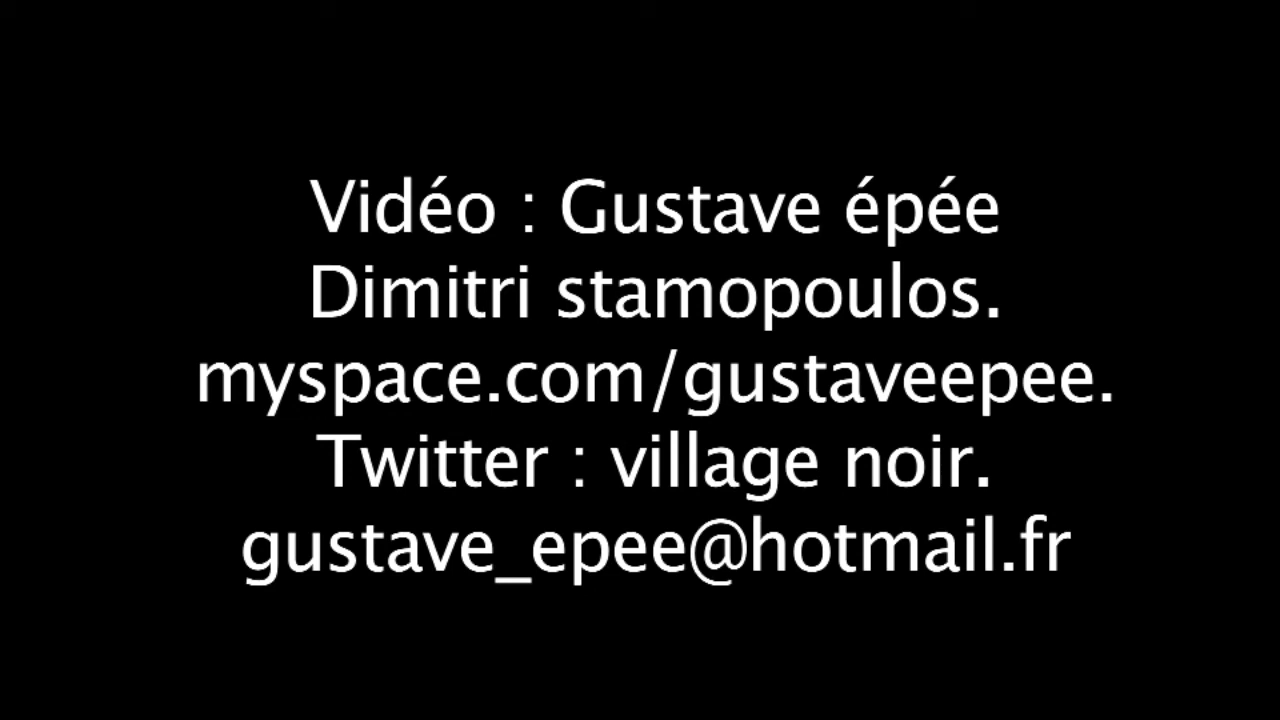 Vidéo : Gustave épée
Dimitri stamopoulos.
myspace.com/gustaveepee.
Twitter : village noir.
gustave_epee@hotmail.fr